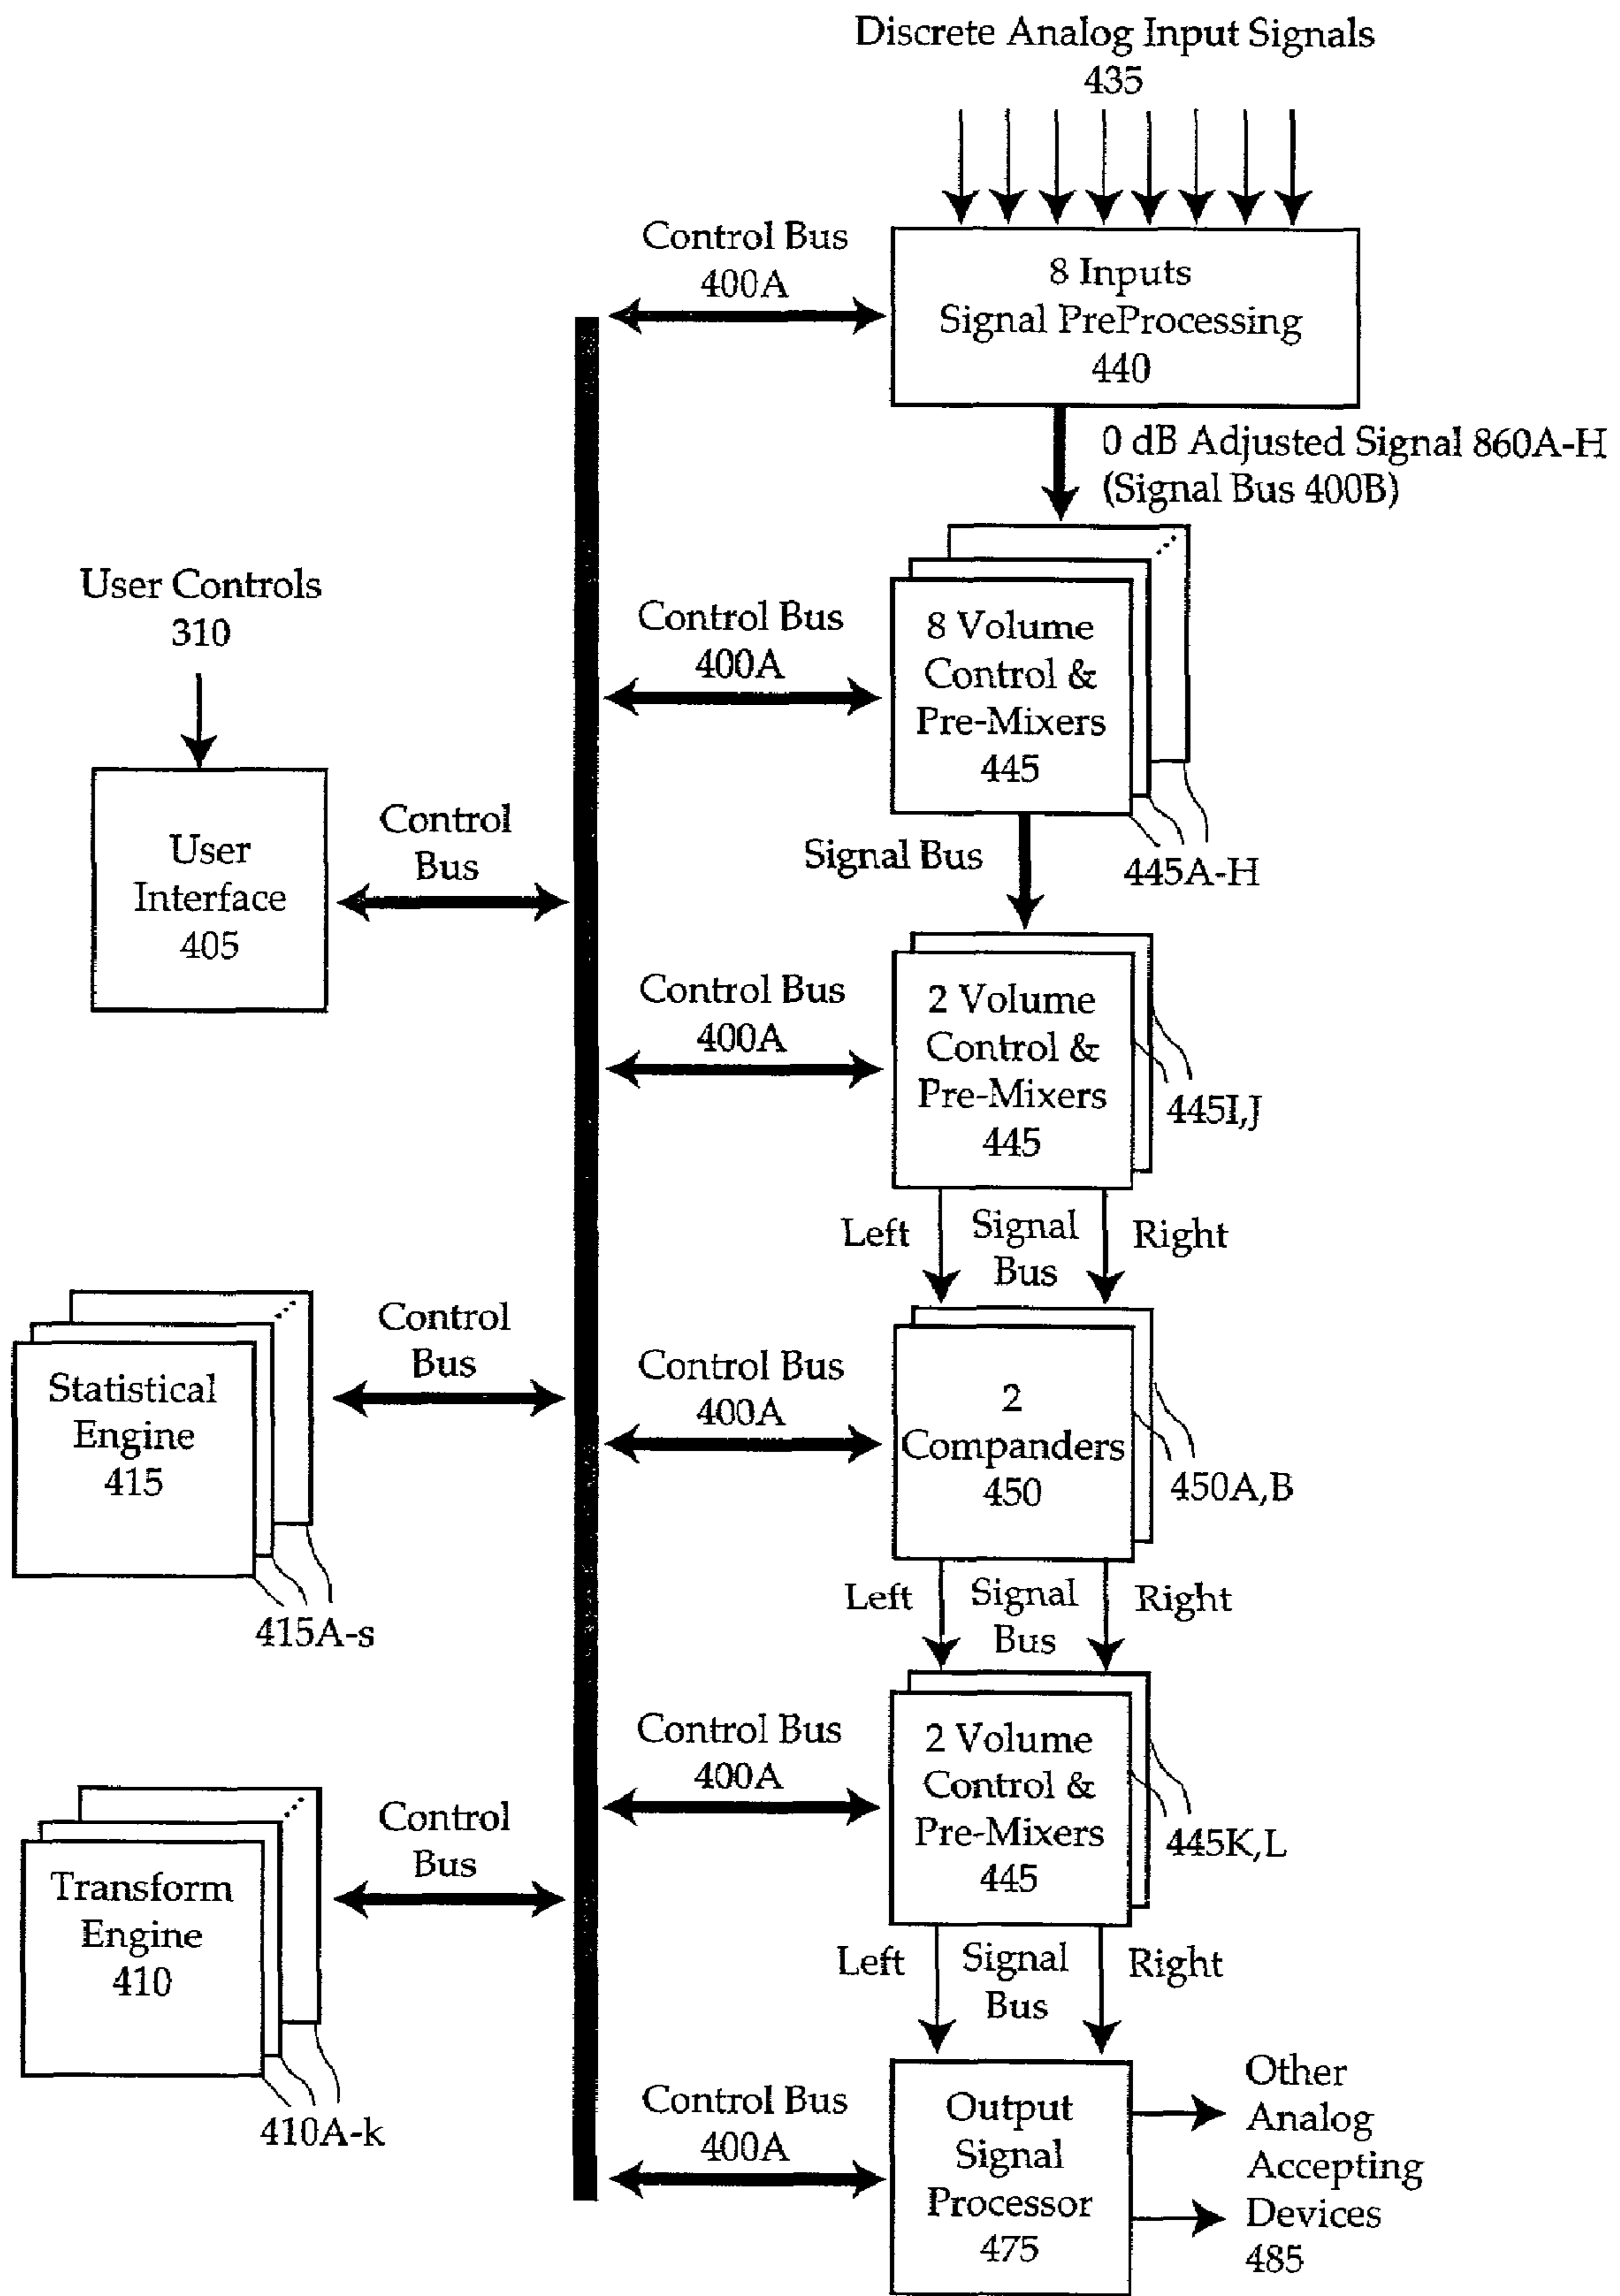 Discrete Analog Input Signals
435
Control Bus
400A
8 Inputs
Signal PreProcessing
440
0 dB Adjusted Signal 860A-H
(Signal Bus 400B)
User Controls
310
Control Bus
400A
8 Volume
Control &
Pre-Mixers
445
445A-H
User
Interface
405
Control
Bus
Signal Bus
Control Bus
400A
2 Volume
Control &
Pre-Mixers
445
445I,J
Left
Signal
Bus
Right
Statistical
Engine
415
415A-s
Control
Bus
Control Bus
400A
2
Companders
450
450A,B
Left
Signal
Bus
Right
Control Bus
400A
2 Volume
Control &
Pre-Mixers
445
445K,L
Transform
Engine
410
410A-k
Control
Bus
Left
Signal
Bus
Right
Control Bus
400A
Output
Signal
Processor
475
Other
Analog
Accepting
Devices
485